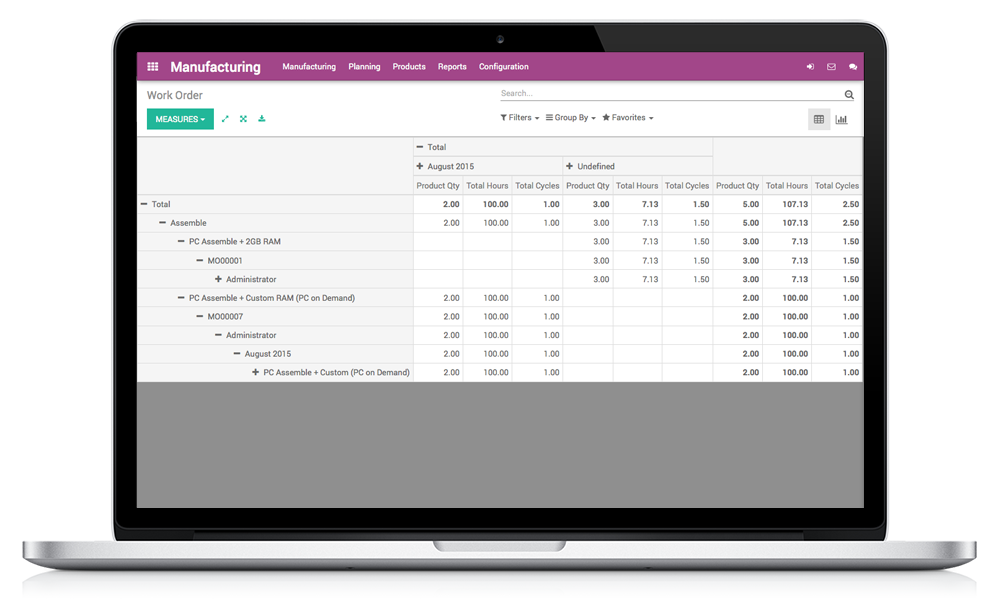 Manufacturing Manufacturing Planning Products Reports Configuration
Work Order Search...
MEASURES Filters Group By Favorites
Total
August 2015 Undefined
Product Qty Total Hours Total Cycles Product Qty Total Hours Total Cycles Product Qty Total Hours Total Cycles
Total 2.00 100.00 1.00 3.00 7.13 1.50 5.00 107.13 2.50
Assemble 2.00 100.00 1.00 3.00 7.13 1.50 5.00 107.13 2.50
PC Assemble + 2GB RAM 3.00 7.13 1.50 3.00 7.13 1.50
MO00001 3.00 7.13 1.50 3.00 7.13 1.50
Administrator 3.00 7.13 1.50 3.00 7.13 1.50
PC Assemble + Custom RAM (PC on Demand) 2.00 100.00 1.00 2.00 100.00 1.00
MO00007 2.00 100.00 1.00 2.00 100.00 1.00
Administrator 2.00 100.00 1.00 2.00 100.00 1.00
August 2015 2.00 100.00 1.00 2.00 100.00 1.00
PC Assemble + Custom (PC on Demand) 2.00 100.00 1.00 2.00 100.00 1.00